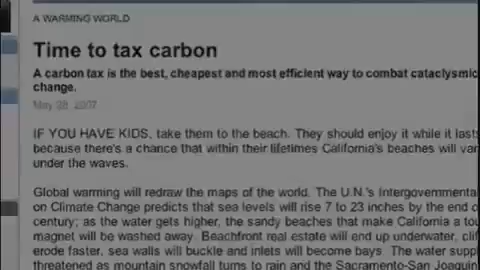 A WARMING WORLD
Time to tax carbon
A carbon tax is the best, cheapest and most efficient way to combat cataclysmic
change.
May 28, 2007
IF YOU HAVE KIDS, take them to the beach. They should enjoy it while it
because there's a chance that within their lifetimes California's beaches will
under the waves.
Global warming will redraw the maps of the world. The U.N.'s
on Climate Change predicts that sea levels will rise 7 to 23 inches by the end
century; as the water gets higher, the sandy beaches that make California a
magnet will be washed away. Beachfront real estate will end up underwater,
erode faster, sea walls will buckle and inlets will become bays. The water
threatened as mountain snowfall turns to rain and the Sacramento-San